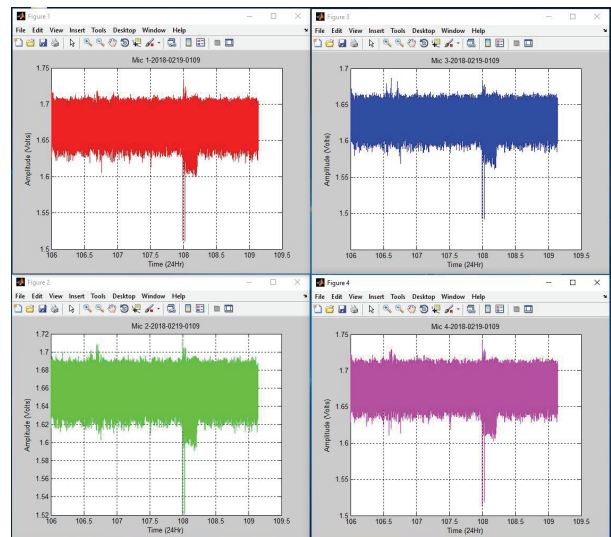 Figure 1
File Edit View Insert Tools Desktop Window Help
Mic 1-2018-0219-0109
1.75
1.7
1.65
1.6
1.55
1.5
Amplitude (Volts)
106 106.5 107 107.5 108 108.5 109 109.5
Time (24Hr)
Figure 3
File Edit View Insert Tools Desktop Window Help
Mic 3-2018-0219-0109
1.7
1.65
1.6
1.55
1.5
Amplitude (Volts)
106 106.5 107 107.5 108 108.5 109 109.5
Time (24Hr)
Figure 2
File Edit View Insert Tools Desktop Window Help
Mic 2-2018-0219-0109
1.72
1.7
1.68
1.66
1.64
1.62
1.6
1.58
1.56
1.54
1.52
Amplitude (Volts)
106 106.5 107 107.5 108 108.5 109 109.5
Time (24Hr)
Figure 4
File Edit View Insert Tools Desktop Window Help
Mic 4-2018-0219-0109
1.75
1.7
1.65
1.6
1.55
1.5
Amplitude (Volts)
106 106.5 107 107.5 108 108.5 109 109.5
Time (24Hr)